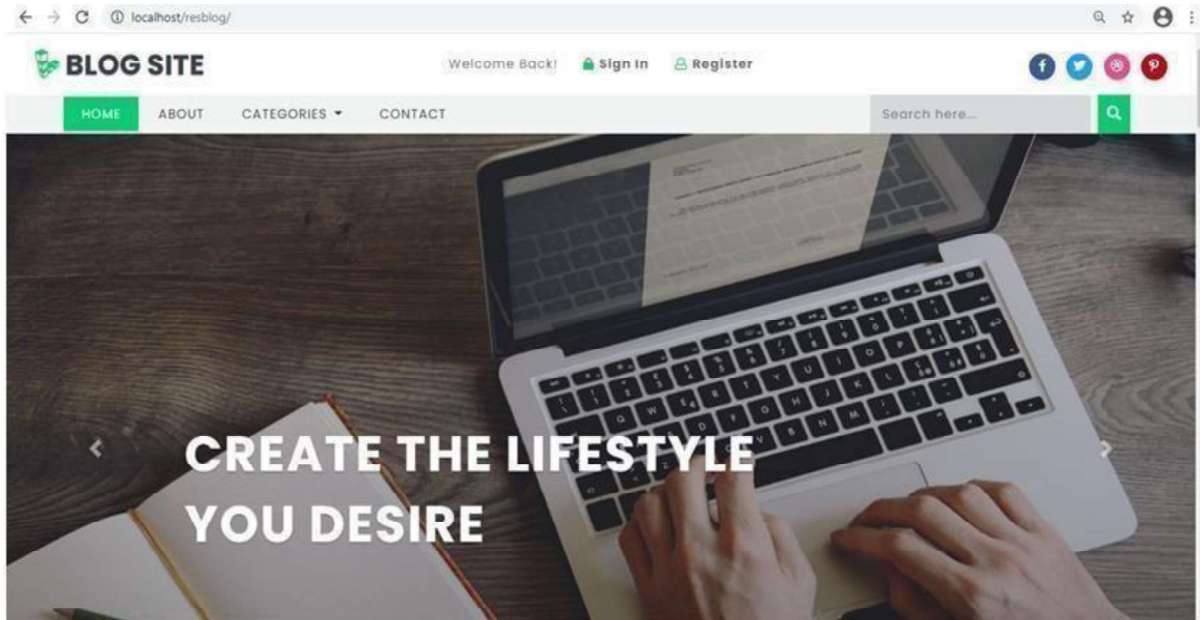 localhost/resblog/
BLOG SITE
Welcome Back!
Sign In
Register
HOME
ABOUT
CATEGORIES
CONTACT
Search here...
CREATE THE LIFESTYLE
YOU DESIRE